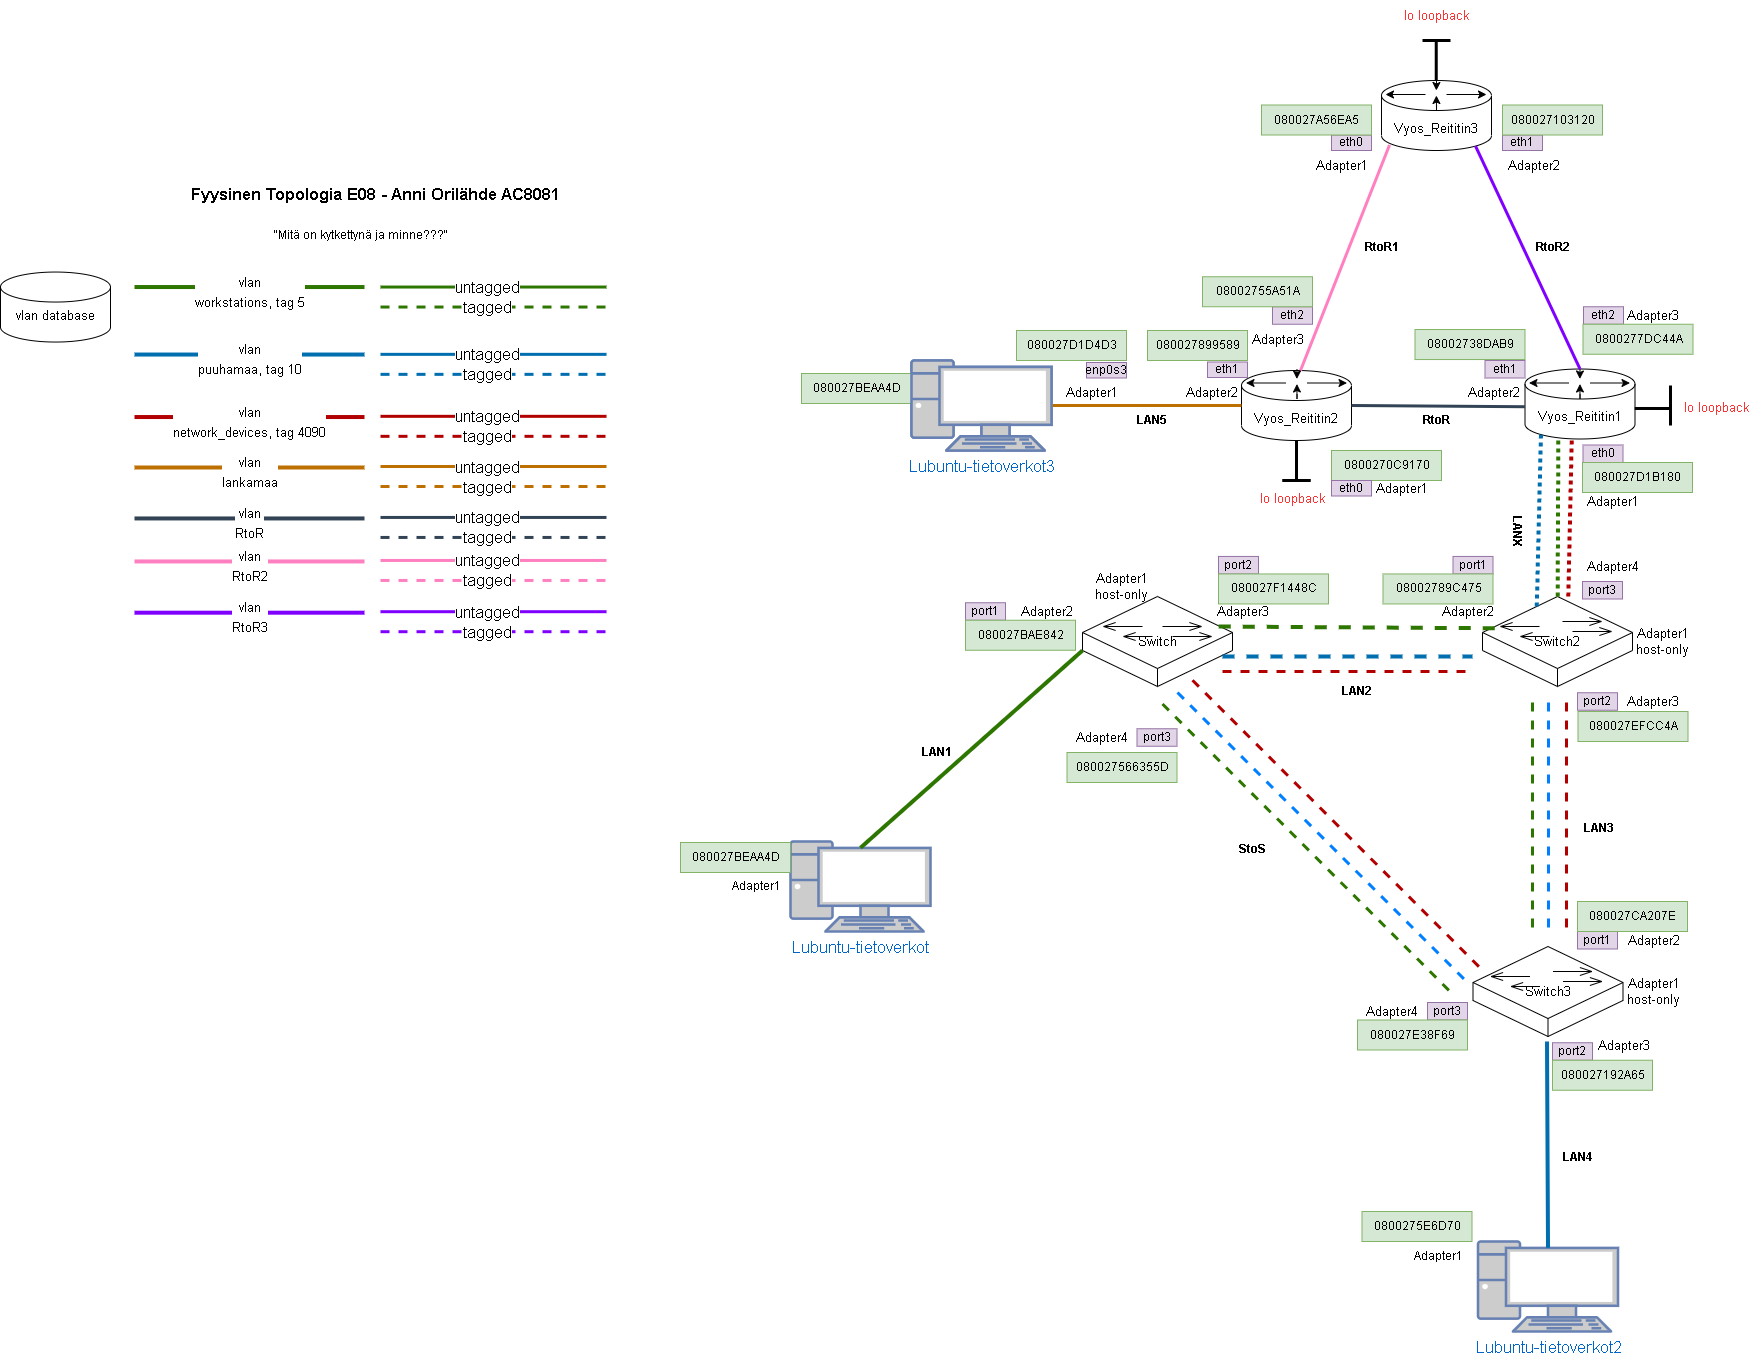 Fyysinen Topologia E08 - Anni Orilähde AC8081
"Mitä on kytkettynä ja minne???"
vlan database
vlan
workstations, tag 5
untagged
tagged
vlan
puuhamaa, tag 10
untagged
tagged
vlan
network_devices, tag 4090
untagged
tagged
vlan
lankamaa
untagged
tagged
vlan
RtoR
untagged
tagged
vlan
RtoR2
untagged
tagged
vlan
RtoR3
untagged
tagged
lo loopback
080027A56EA5
eth0
Adapter1
Vyos_Reititin3
080027103120
eth1
Adapter2
RtoR1
RtoR2
08002755A51A
eth2
Adapter3
eth2
Adapter3
0800277DC44A
080027BEAA4D
080027D1D4D3
enp0s3
Adapter1
Lubuntu-tietoverkot3
LAN5
080027899589
eth1
Adapter2
Vyos_Reititin2
RtoR
08002738DAB9
eth1
Adapter2
Vyos_Reititin1
lo loopback
lo loopback
0800270C9170
eth0
Adapter1
eth0
080027D1B180
Adapter1
LANX
Adapter1
host-only
port1
Adapter2
080027BAE842
Switch
port2
080027F1448C
Adapter3
port1
08002789C475
Adapter2
Adapter4
port3
Switch2
Adapter1
host-only
LAN2
port2
Adapter3
080027EFCC4A
Adapter4
port3
080027566355D
LAN1
StoS
LAN3
080027BEAA4D
Adapter1
Lubuntu-tietoverkot
080027CA207E
port1
Adapter2
Switch3
Adapter1
host-only
Adapter4
port3
080027E38F69
port2
Adapter3
080027192A65
LAN4
0800275E6D70
Adapter1
Lubuntu-tietoverkot2